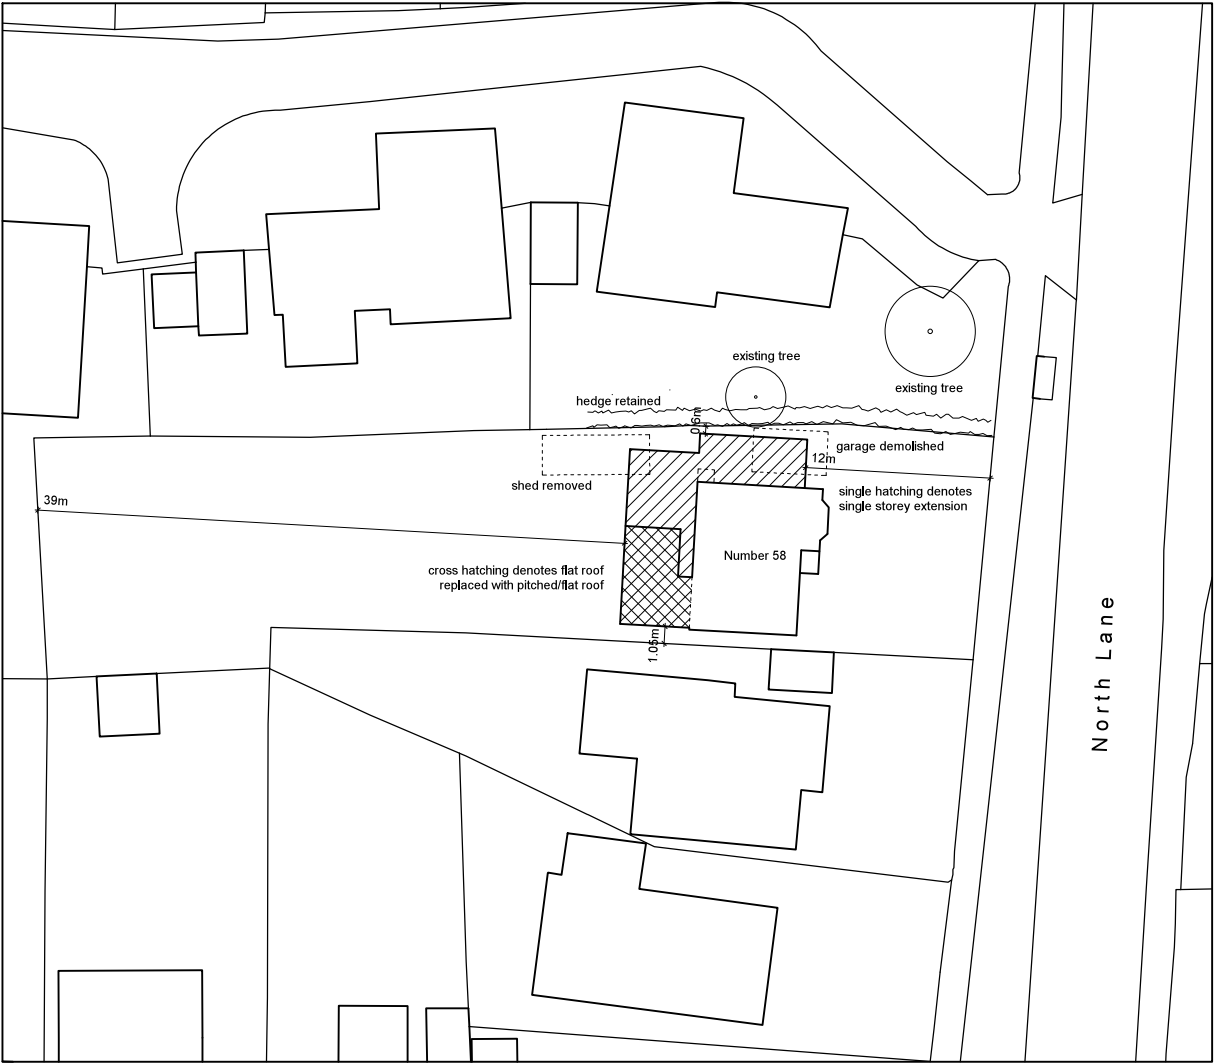 existing tree
existing tree
hedge retained
0.6m
garage demolished
12m
shed removed
single hatching denotes
single storey extension
39m
Number 58
cross hatching denotes flat roof
replaced with pitched/flat roof
1.05m
North Lane